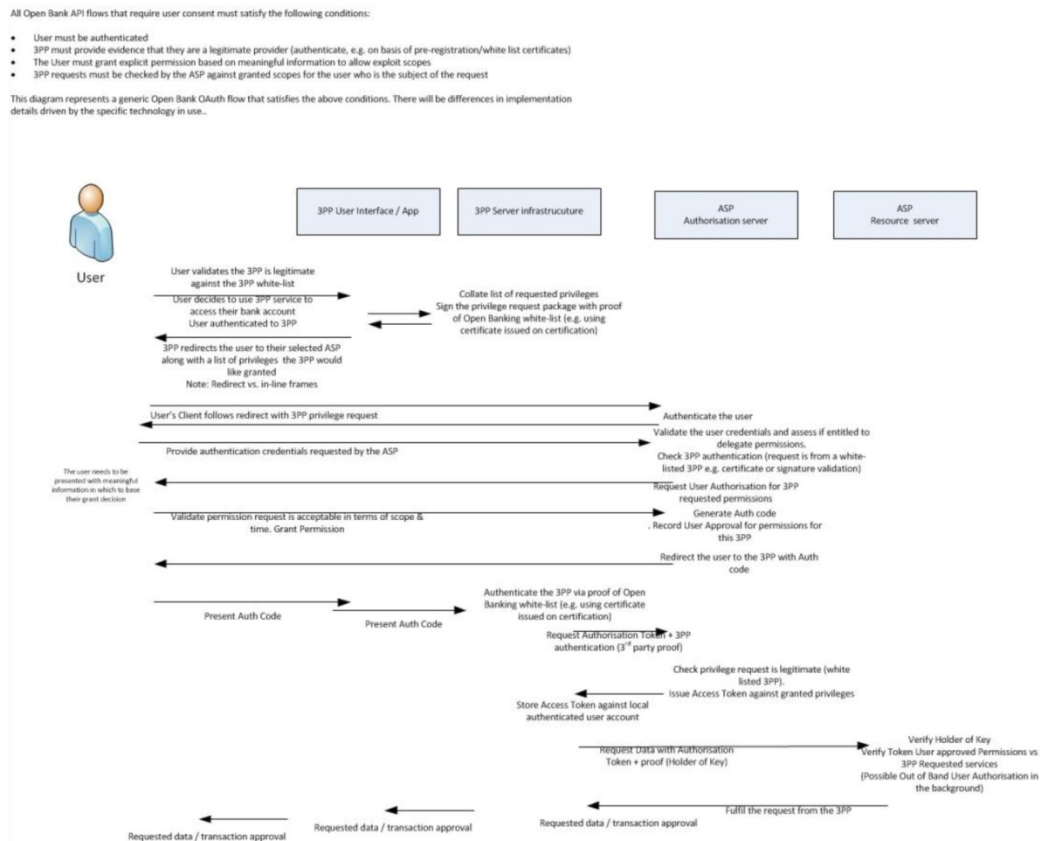 All Open Bank API flows that require user consent must satisfy the following conditions:
• User must be authenticated
• 3PP must provide evidence that they are a legitimate provider (authenticate, e.g. on basis of pre-registration/white list certificates)
• The User must grant explicit permission based on meaningful information to allow exploit scopes
• 3PP requests must be checked by the ASP against granted scopes for the user who is the subject of the request
This diagram represents a generic Open Bank OAuth flow that satisfies the above conditions. There will be differences in implementation
details driven by the specific technology in use..
User
3PP User Interface / App
3PP Server infrastrucuture
ASP
Authorisation server
ASP
Resource server
User validates the 3PP is legitimate
against the 3PP white-list
User decides to use 3PP service to
access their bank account
User authenticated to 3PP
Collate list of requested privileges
Sign the privilege request package with proof
of Open Banking white-list (e.g. using
certificate issued on certification)
3PP redirects the user to their selected ASP
along with a list of privileges the 3PP would
like granted
Note: Redirect vs. in-line frames
User's Client follows redirect with 3PP privilege request
Authenticate the user
Provide authentication credentials requested by the ASP
Validate the user credentials and assess if entitled to
delegate permissions.
Check 3PP authentication (request is from a white-
listed 3PP e.g. certificate or signature validation)
The user needs to be
presented with meaningful
information in which to base
their grant decision
Request User Authorisation for 3PP
requested permissions
Validate permission request is acceptable in terms of scope &
time. Grant Permission
Generate Auth code
. Record User Approval for permissions for
this 3PP
Redirect the user to the 3PP with Auth
code
Present Auth Code
Present Auth Code
Authenticate the 3PP via proof of Open
Banking white-list (e.g. using certificate
issued on certification)
Request Authorisation Token + 3PP
authentication (3rd party proof)
Check privilege request is legitimate (white
listed 3PP).
Issue Access Token against granted privileges
Store Access Token against local
authenticated user account
Request Data with Authorisation
Token + proof (Holder of Key)
Verify Holder of Key
Verify Token User approved Permissions vs
3PP Requested services
(Possible Out of Band User Authorisation in
the background)
Fulfil the request from the 3PP
Requested data / transaction approval
Requested data / transaction approval
Requested data / transaction approval